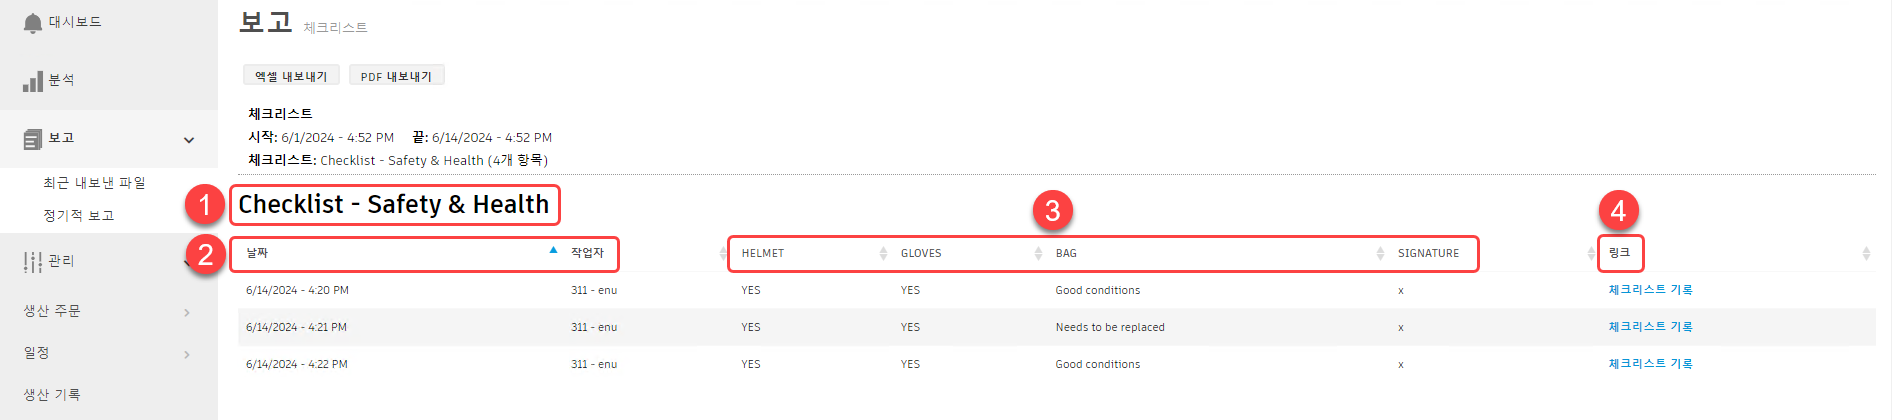 대시보드
분석
보고
최근 내보낸 파일
정기적 보고
관리
생산 주문
일정
생산 기록
보고 체크리스트
엑셀 내보내기 PDF 내보내기
체크리스트
시작: 6/1/2024 - 4:52 PM 끝: 6/14/2024 - 4:52 PM
체크리스트: Checklist - Safety & Health (4개 항목)
1 Checklist - Safety & Health 3 4
2 날짜 작업자 HELMET GLOVES BAG SIGNATURE 링크
6/14/2024 - 4:20 PM 311 - enu YES YES Good conditions x 체크리스트 기록
6/14/2024 - 4:21 PM 311 - enu YES YES Needs to be replaced x 체크리스트 기록
6/14/2024 - 4:22 PM 311 - enu YES YES Good conditions x 체크리스트 기록